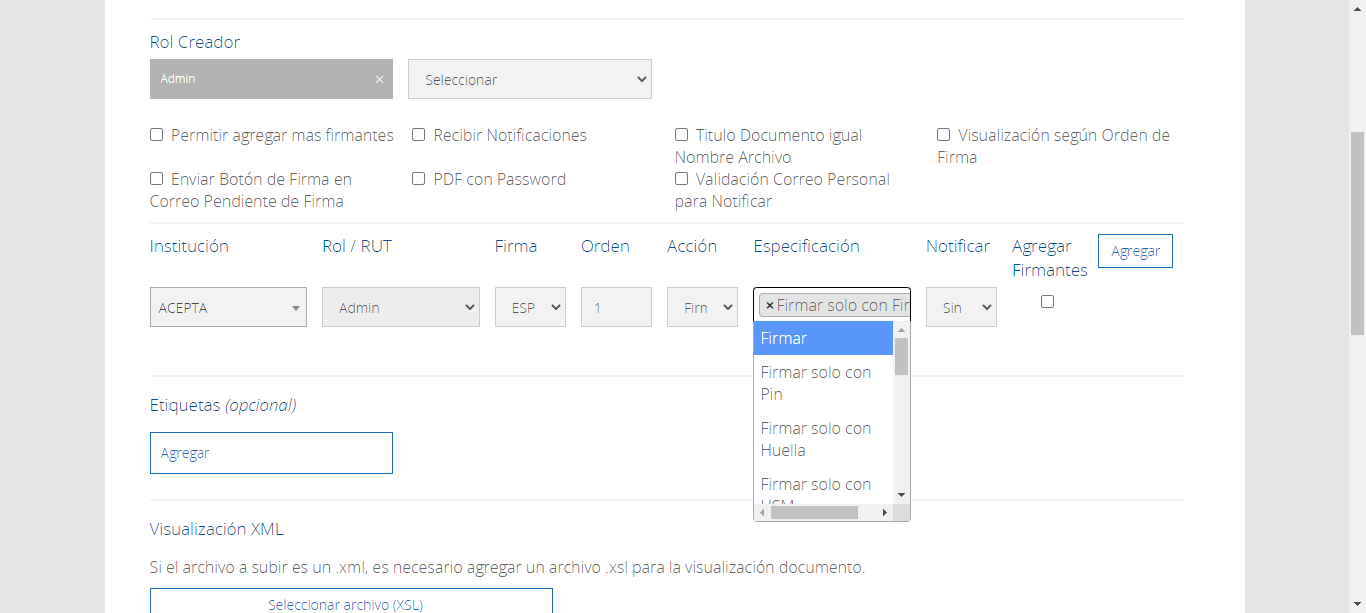 Rol Creador
Admin ×
Seleccionar
Permitir agregar mas firmantes
Recibir Notificaciones
Titulo Documento igual
Nombre Archivo
Visualización según Orden de
Firma
Enviar Botón de Firma en
Correo Pendiente de Firma
PDF con Password
Validación Correo Personal
para Notificar
Institución
Rol / RUT
Firma
Orden
Acción
Especificación
Notificar
Agregar
Firmantes
Agregar
ACEPTA
Admin
ESP
1
Firn
× Firmar solo con Fir
Sin
Firmar
Firmar solo con
Pin
Firmar solo con
Huella
Firmar solo con
HSM
Etiquetas (opcional)
Agregar
Visualización XML
Si el archivo a subir es un .xml, es necesario agregar un archivo .xsl para la visualización documento.
Seleccionar archivo (XSL)